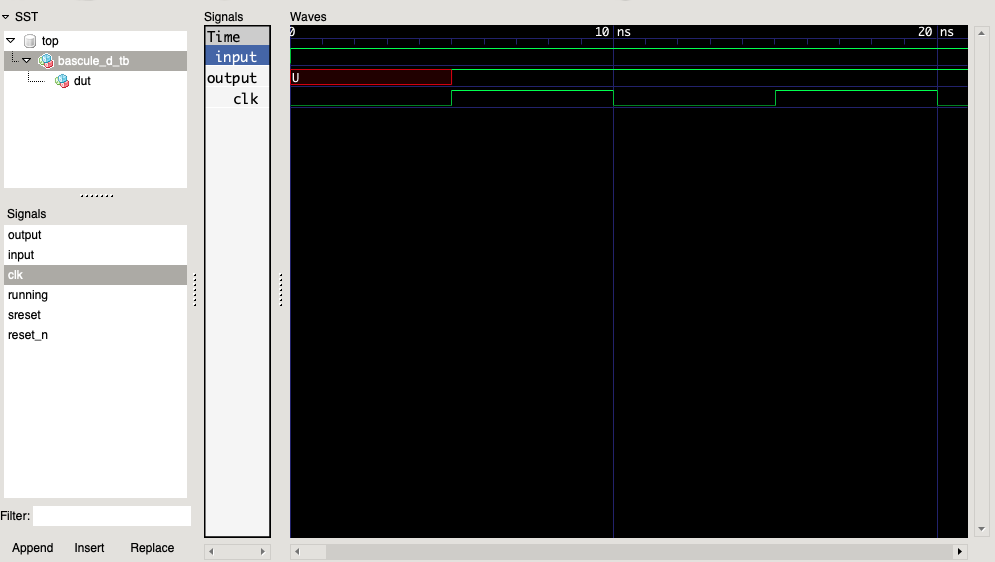 SST
top
bascule_d_tb
dut
Signals
output
input
clk
running
sreset
reset_n
Filter:
Append Insert Replace
Signals
Time
input
output
clk
Waves
0 10 ns 20 ns
U